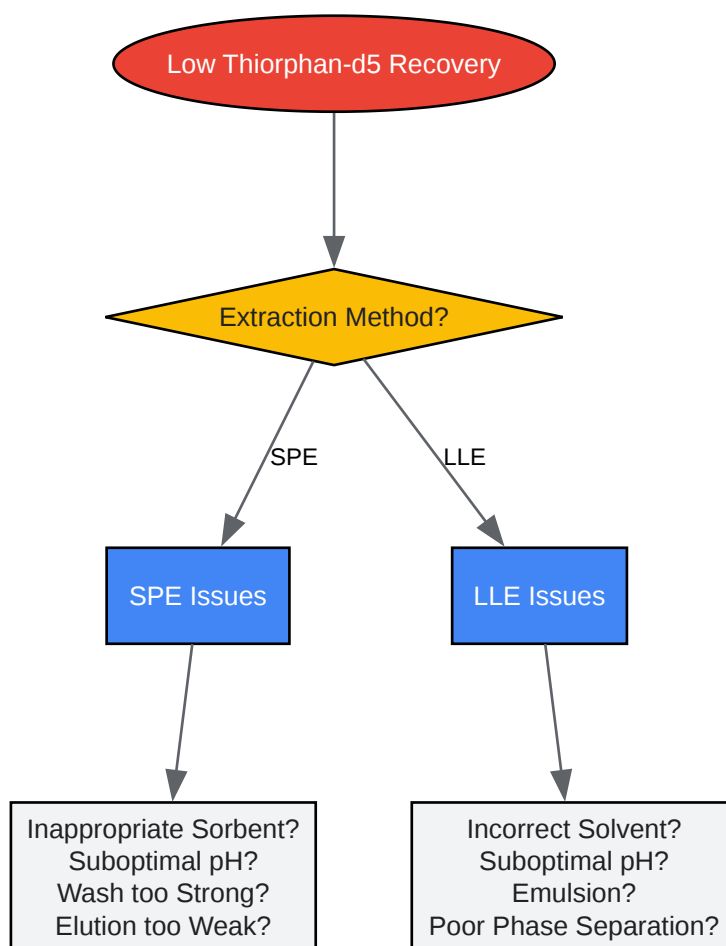 Low Thiorphan-d5 Recovery
Extraction Method?
SPE
LLE
SPE Issues
LLE Issues
Inappropriate Sorbent?
Suboptimal pH?
Wash too Strong?
Elution too Weak?
Incorrect Solvent?
Suboptimal pH?
Emulsion?
Poor Phase Separation?